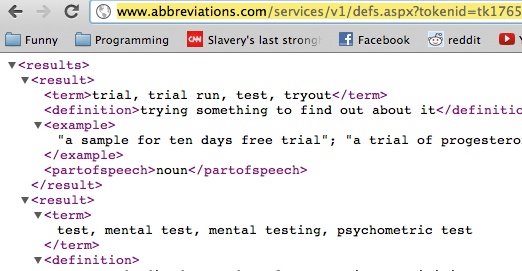 www.abbreviations.com/services/v1/defs.aspx?tokenid=tk1765
Funny Programming CNN Slavery's last strong Facebook reddit Y
<results>
<result>
<term>trial, trial run, test, tryout</term>
<definition>trying something to find out about it</definitio
<example>
"a sample for ten days free trial"; "a trial of progestero
</example>
<partofspeech>noun</partofspeech>
</result>
<result>
<term>
test, mental test, mental testing, psychometric test
</term>
<definition>